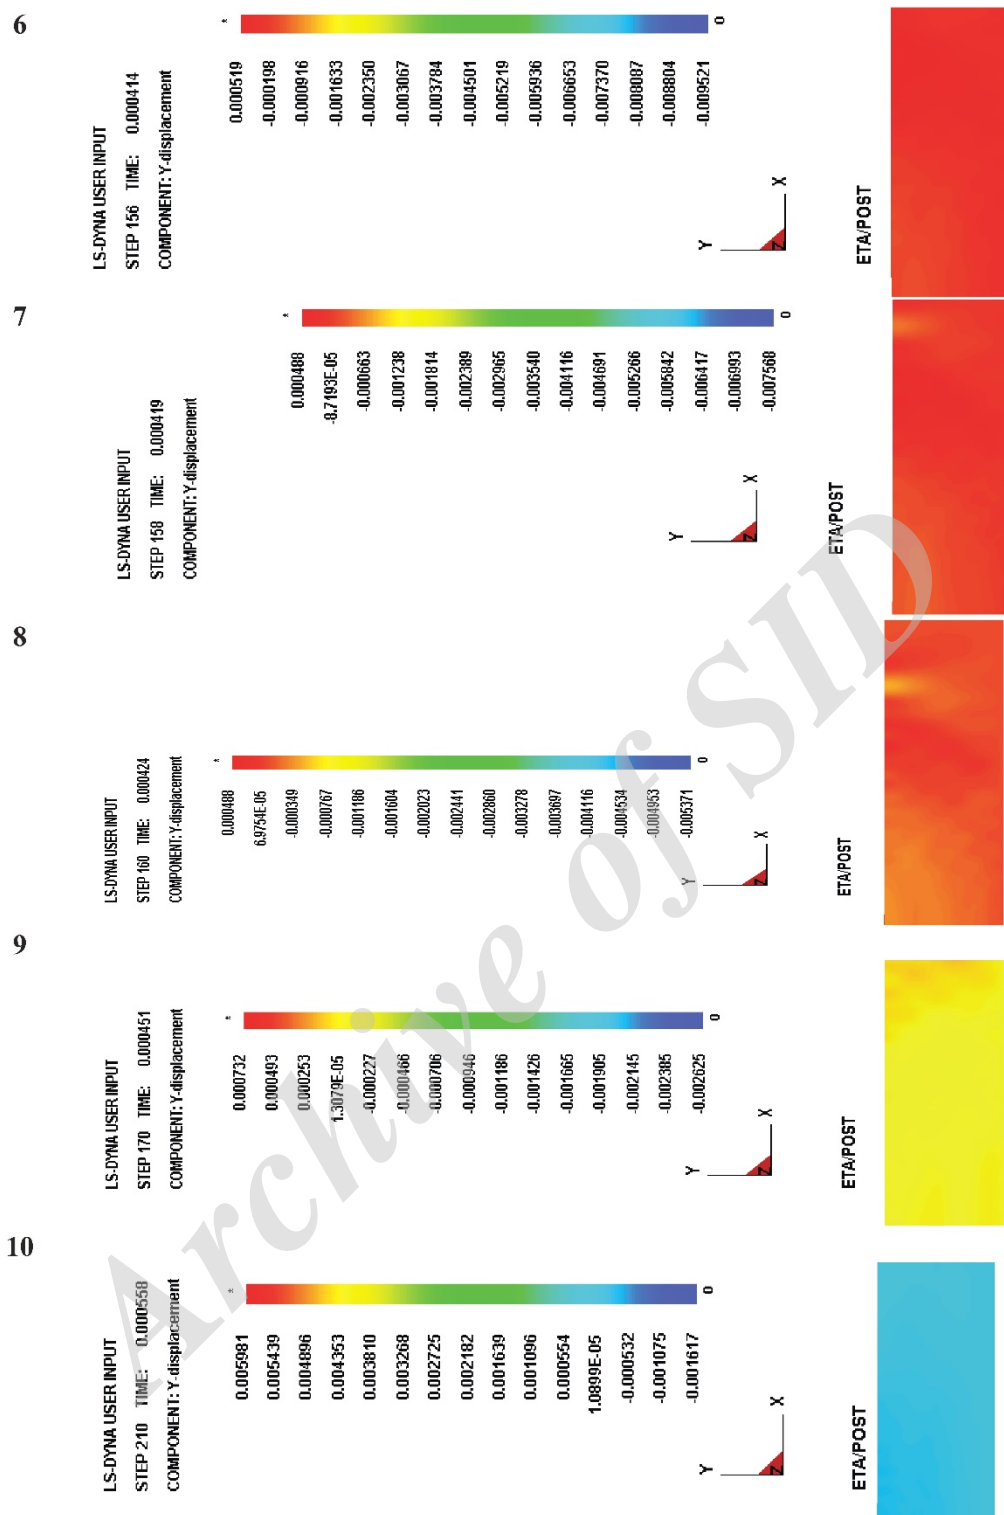 6
LS-DYNA USER INPUT
STEP 156 TIME: 0.000414
COMPONENT: Y-displacement
*
0.000519
-0.000198
-0.000916
-0.001633
-0.002350
-0.003067
-0.003784
-0.004501
-0.005219
-0.005936
-0.006653
-0.007370
-0.008087
-0.008804
-0.009521
0
Y
Z
X
ETA/POST
7
LS-DYNA USER INPUT
STEP 158 TIME: 0.000419
COMPONENT: Y-displacement
*
0.000488
-8.7193E-05
-0.000663
-0.001238
-0.001814
-0.002389
-0.002965
-0.003540
-0.004116
-0.004691
-0.005266
-0.005842
-0.006417
-0.006993
-0.007568
0
Y
Z
X
ETA/POST
8
LS-DYNA USER INPUT
STEP 160 TIME: 0.000424
COMPONENT: Y-displacement
*
0.000488
6.9754E-05
-0.000349
-0.000767
-0.001186
-0.001604
-0.002023
-0.002441
-0.002860
-0.003278
-0.003697
-0.004116
-0.004534
-0.004953
-0.005371
0
Y
Z
X
ETA/POST
9
LS-DYNA USER INPUT
STEP 170 TIME: 0.000451
COMPONENT: Y-displacement
*
0.000732
0.000493
0.000253
1.3079E-05
-0.000227
-0.000466
-0.000706
-0.000946
-0.001186
-0.001426
-0.001665
-0.001905
-0.002145
-0.002385
-0.002625
0
Y
Z
X
ETA/POST
10
LS-DYNA USER INPUT
STEP 210 TIME: 0.000558
COMPONENT: Y-displacement
*
0.005981
0.005439
0.004896
0.004353
0.003810
0.003268
0.002725
0.002182
0.001639
0.001096
0.000554
1.0899E-05
-0.000532
-0.001075
-0.001617
0
Y
Z
X
ETA/POST
Archive of SID